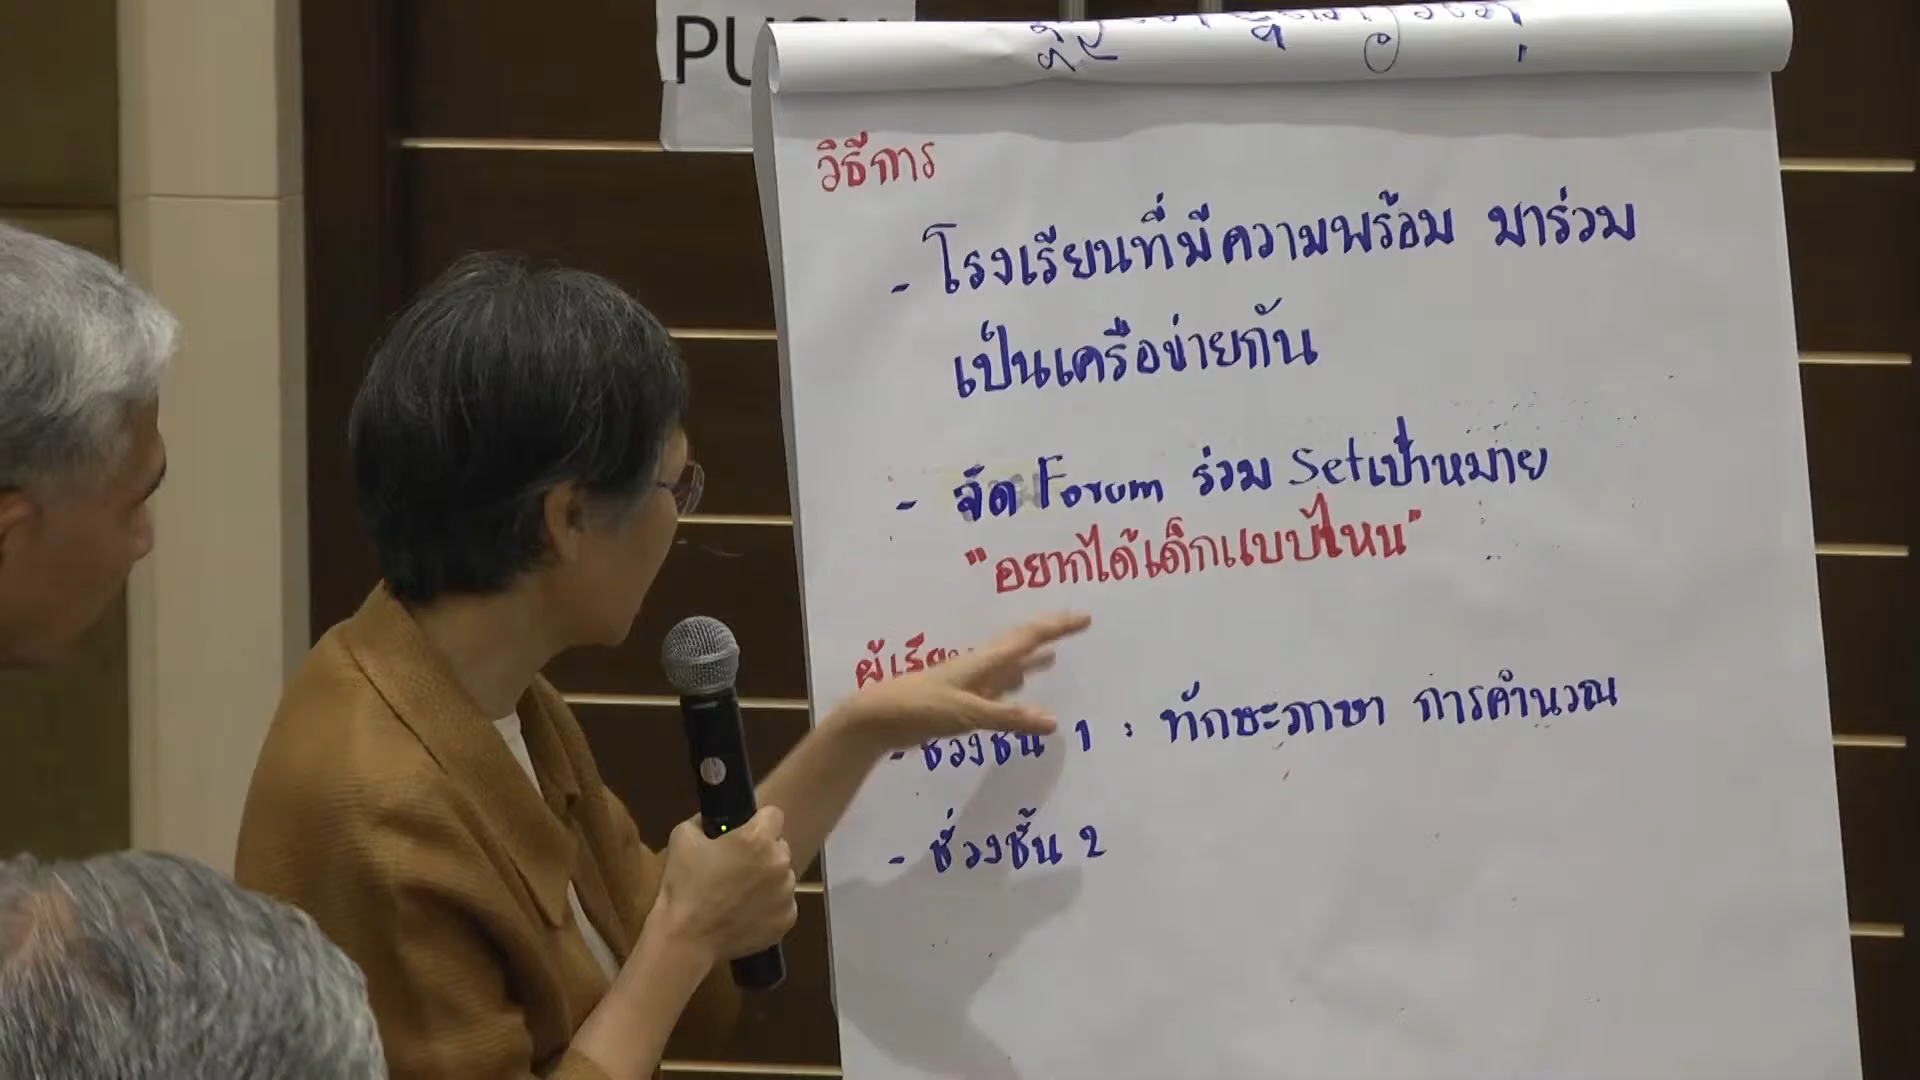 วิธีการ
- โรงเรียนที่มีความพร้อม มาร่วม
เป็นเครือข่ายกัน
- จัด Forum ร่วม Setเป้าหมาย
"อยากได้เด็กแบบไหน"
- ช่วงชั้น 1 : ทักษะภาษา การคำนวณ
- ช่วงชั้น 2